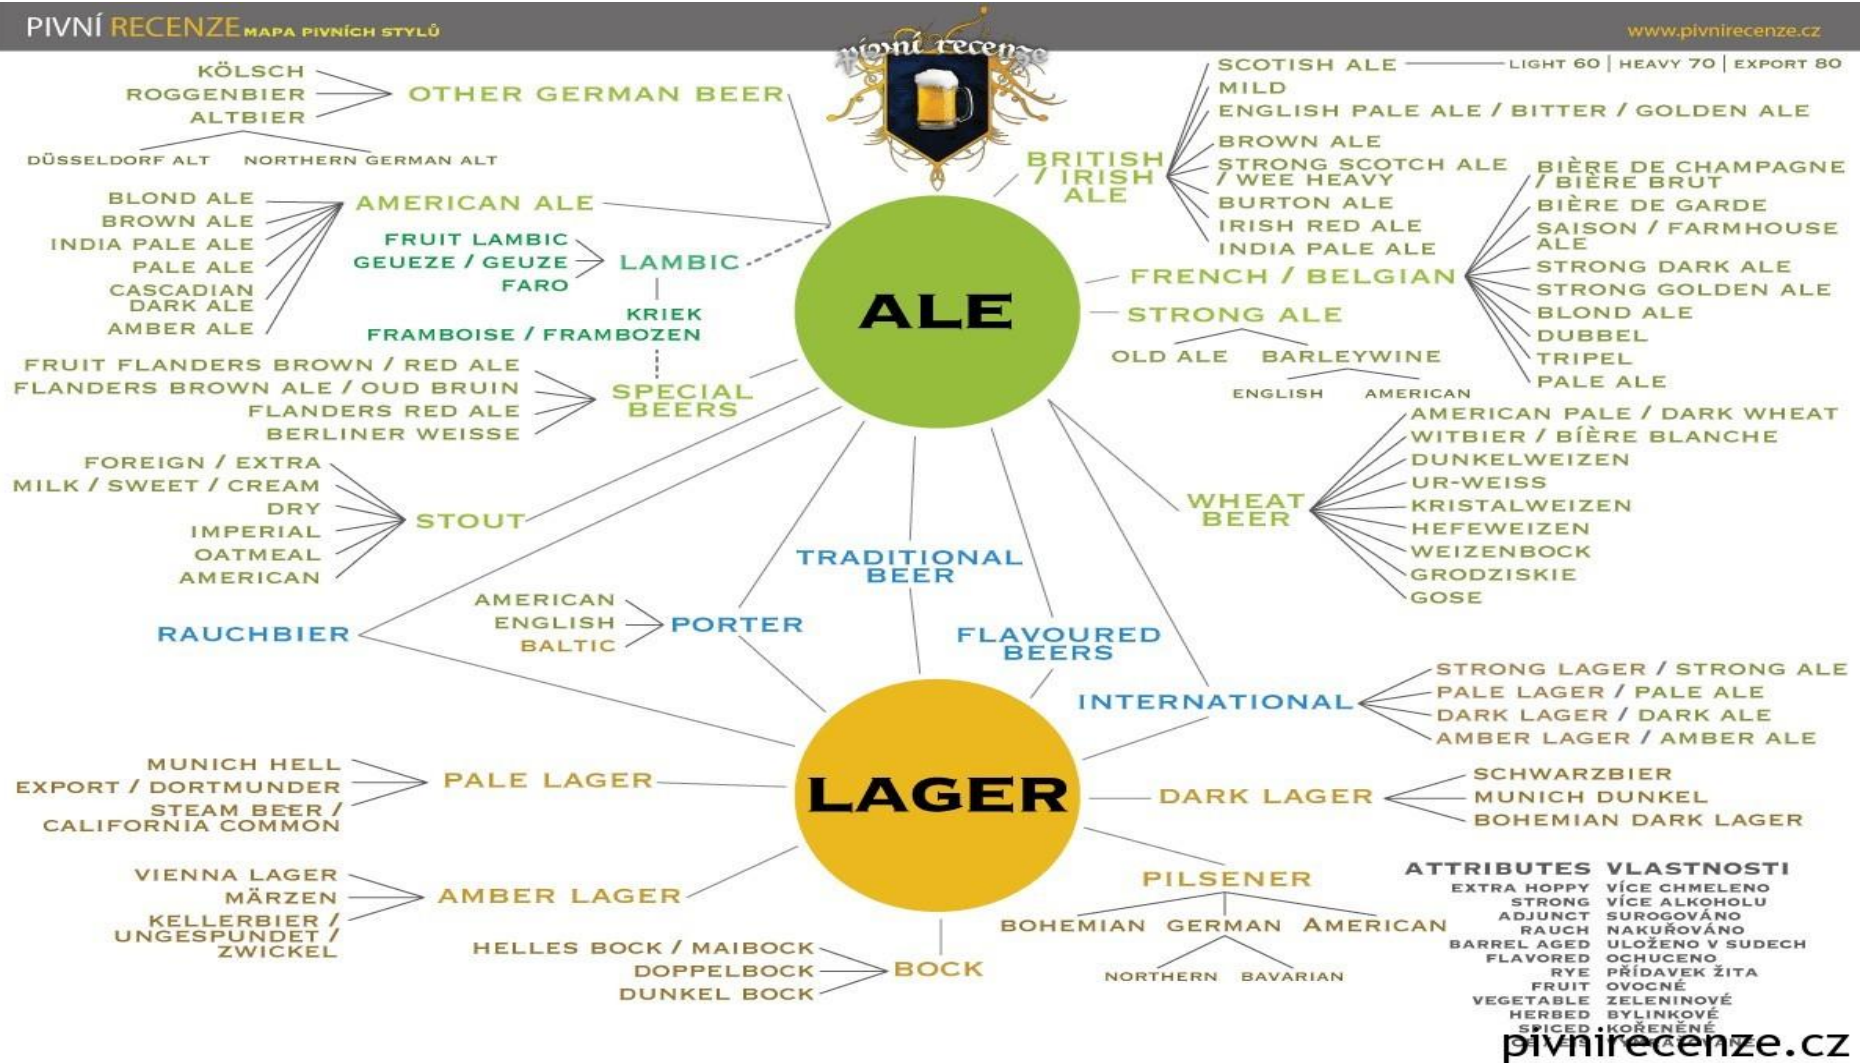 PIVNÍ RECENZE MAPA PIVNÍCH STYLŮ
pivní recenze
www.pivnirecenze.cz
KÖLSCH
ROGGENBIER
ALTBIER
OTHER GERMAN BEER
DÜSSELDORF ALT NORTHERN GERMAN ALT
BLOND ALE
BROWN ALE
INDIA PALE ALE
PALE ALE
CASCADIAN
DARK ALE
AMBER ALE
AMERICAN ALE
FRUIT LAMBIC
GEUEZE / GEUZE
FARO
LAMBIC
KRIEK
FRAMBOISE / FRAMBOZEN
FRUIT FLANDERS BROWN / RED ALE
FLANDERS BROWN ALE / OUD BRUIN
FLANDERS RED ALE
BERLINER WEISSE
SPECIAL
BEERS
FOREIGN / EXTRA
MILK / SWEET / CREAM
DRY
IMPERIAL
OATMEAL
AMERICAN
STOUT
ALE
BRITISH
/ IRISH
ALE
SCOTISH ALE
LIGHT 60 | HEAVY 70 | EXPORT 80
MILD
ENGLISH PALE ALE / BITTER / GOLDEN ALE
BROWN ALE
STRONG SCOTCH ALE
/ WEE HEAVY
BURTON ALE
IRISH RED ALE
INDIA PALE ALE
FRENCH / BELGIAN
BIÈRE DE CHAMPAGNE
/ BIÈRE BRUT
BIÈRE DE GARDE
SAISON / FARMHOUSE
ALE
STRONG DARK ALE
STRONG GOLDEN ALE
BLOND ALE
DUBBEL
TRIPEL
PALE ALE
STRONG ALE
OLD ALE BARLEYWINE
ENGLISH AMERICAN
WHEAT
BEER
AMERICAN PALE / DARK WHEAT
WITBIER / BÍÈRE BLANCHE
DUNKELWEIZEN
UR-WEISS
KRISTALWEIZEN
HEFEWEIZEN
WEIZENBOCK
GRODZISKIE
GOSE
RAUCHBIER
AMERICAN
ENGLISH
BALTIC
PORTER
TRADITIONAL
BEER
FLAVOURED
BEERS
INTERNATIONAL
STRONG LAGER / STRONG ALE
PALE LAGER / PALE ALE
DARK LAGER / DARK ALE
AMBER LAGER / AMBER ALE
LAGER
MUNICH HELL
EXPORT / DORTMUNDER
STEAM BEER /
CALIFORNIA COMMON
PALE LAGER
VIENNA LAGER
MÄRZEN
KELLERBIER /
UNGESPUNDET /
ZWICKEL
AMBER LAGER
HELLES BOCK / MAIBOCK
DOPPELBOCK
DUNKEL BOCK
BOCK
DARK LAGER
SCHWARZBIER
MUNICH DUNKEL
BOHEMIAN DARK LAGER
PILSENER
BOHEMIAN GERMAN AMERICAN
NORTHERN BAVARIAN
ATTRIBUTES VLASTNOSTI
EXTRA HOPPY VÍCE CHMELENO
STRONG VÍCE ALKOHOLU
ADJUNCT SUROGOVÁNO
RAUCH NAKUŘOVÁNO
BARREL AGED ULOŽENO V SUDECH
FLAVORED OCHUCENO
RYE PŘÍDAVEK ŽITA
FRUIT OVOCNÉ
VEGETABLE ZELENINOVÉ
HERBED BYLINKOVÉ
SPICED KOŘENĚNÉ
pivnirecenze.cz